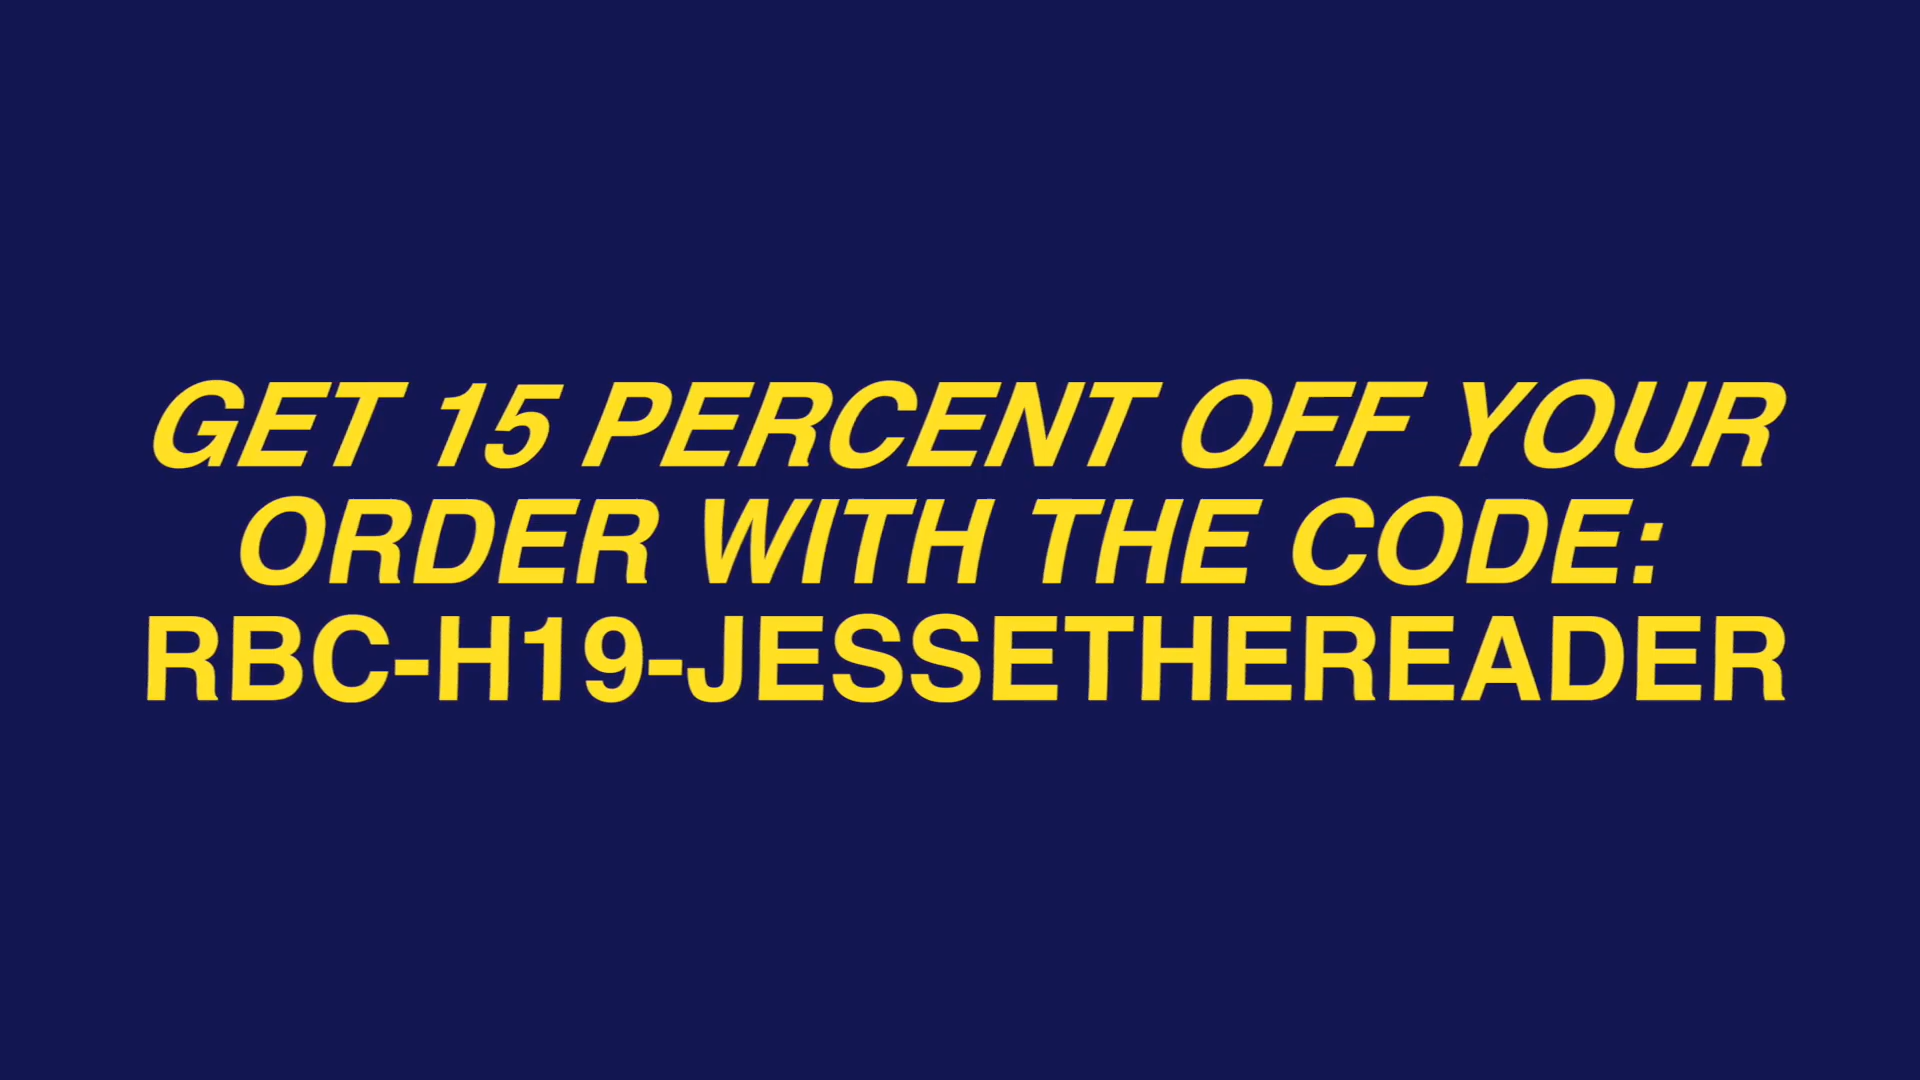 GET 15 PERCENT OFF YOUR
ORDER WITH THE CODE:
RBC-H19-JESSETHEREADER